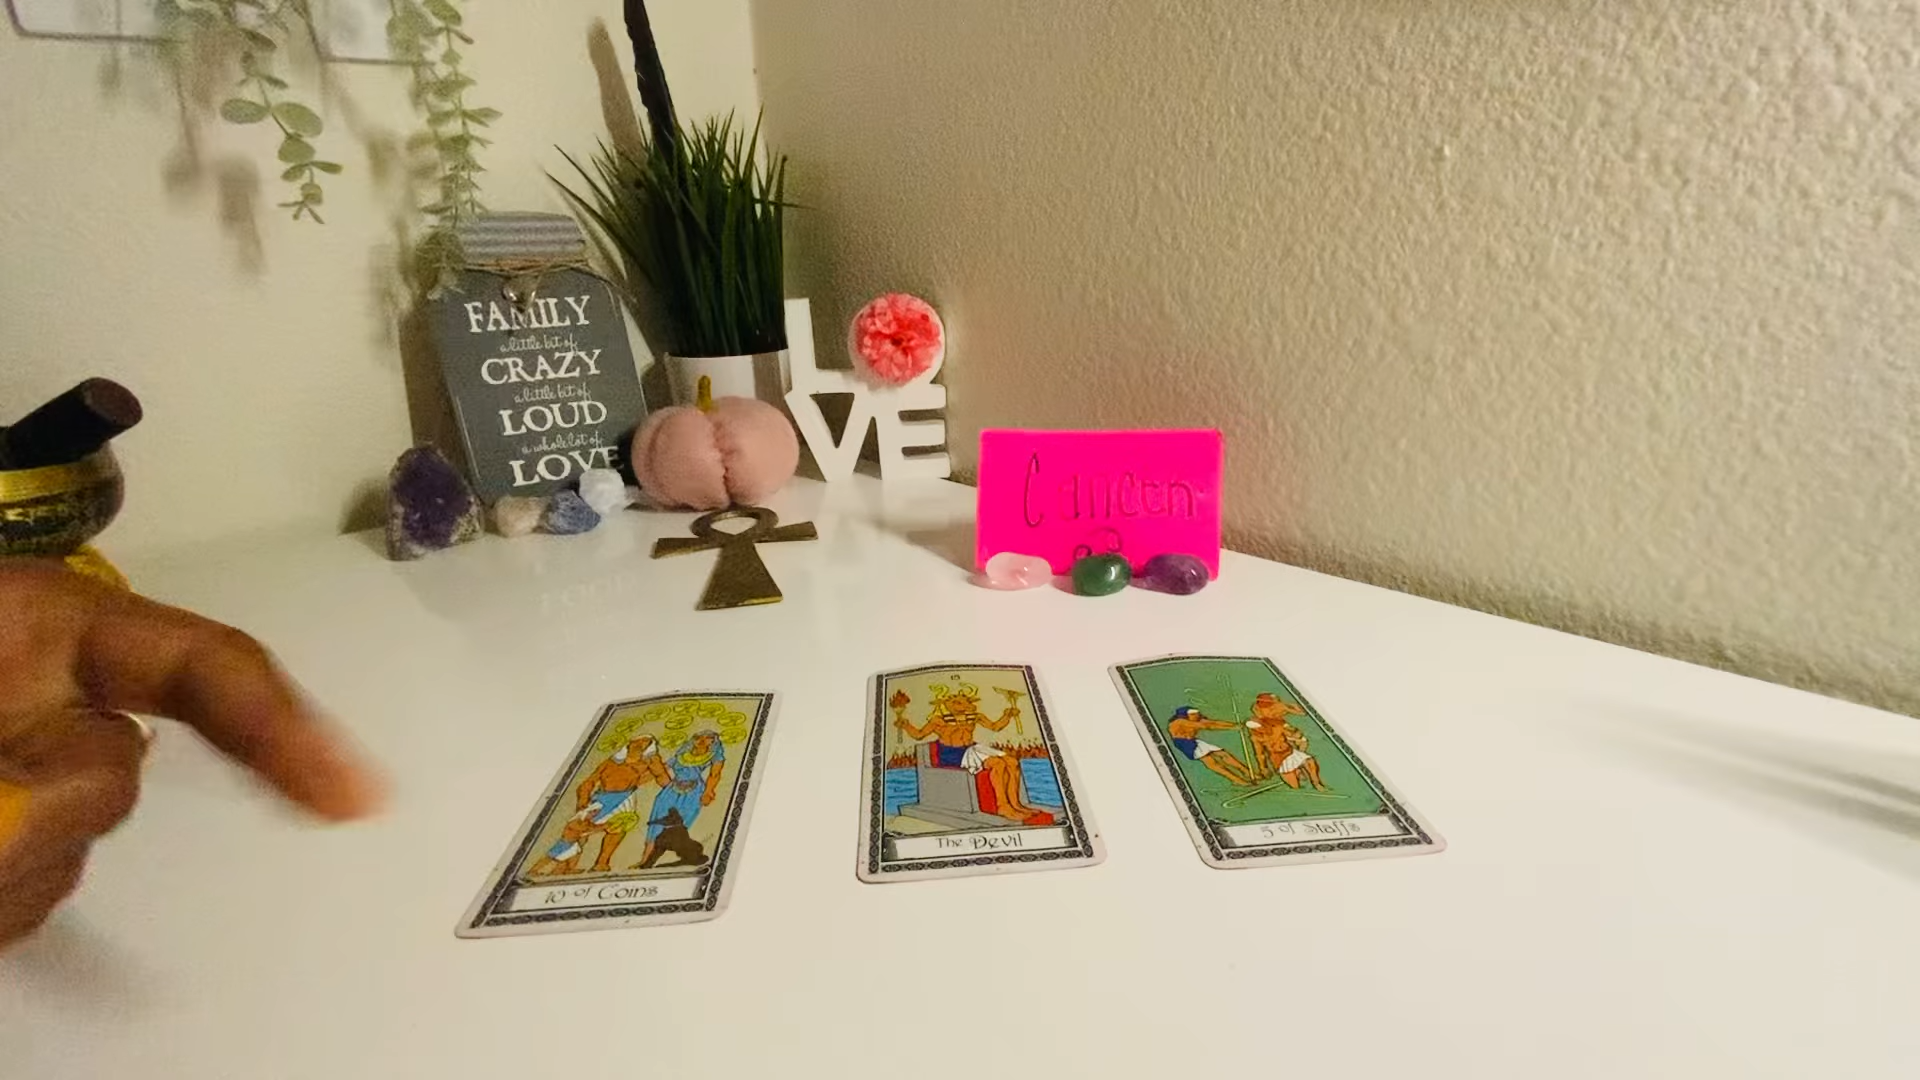 FAMILY
a little bit of
CRAZY
a little bit of
LOUD
a whole lot of
LOVE
LOVE
Cancer
10 of Coins
The Devil
5 of Staffs